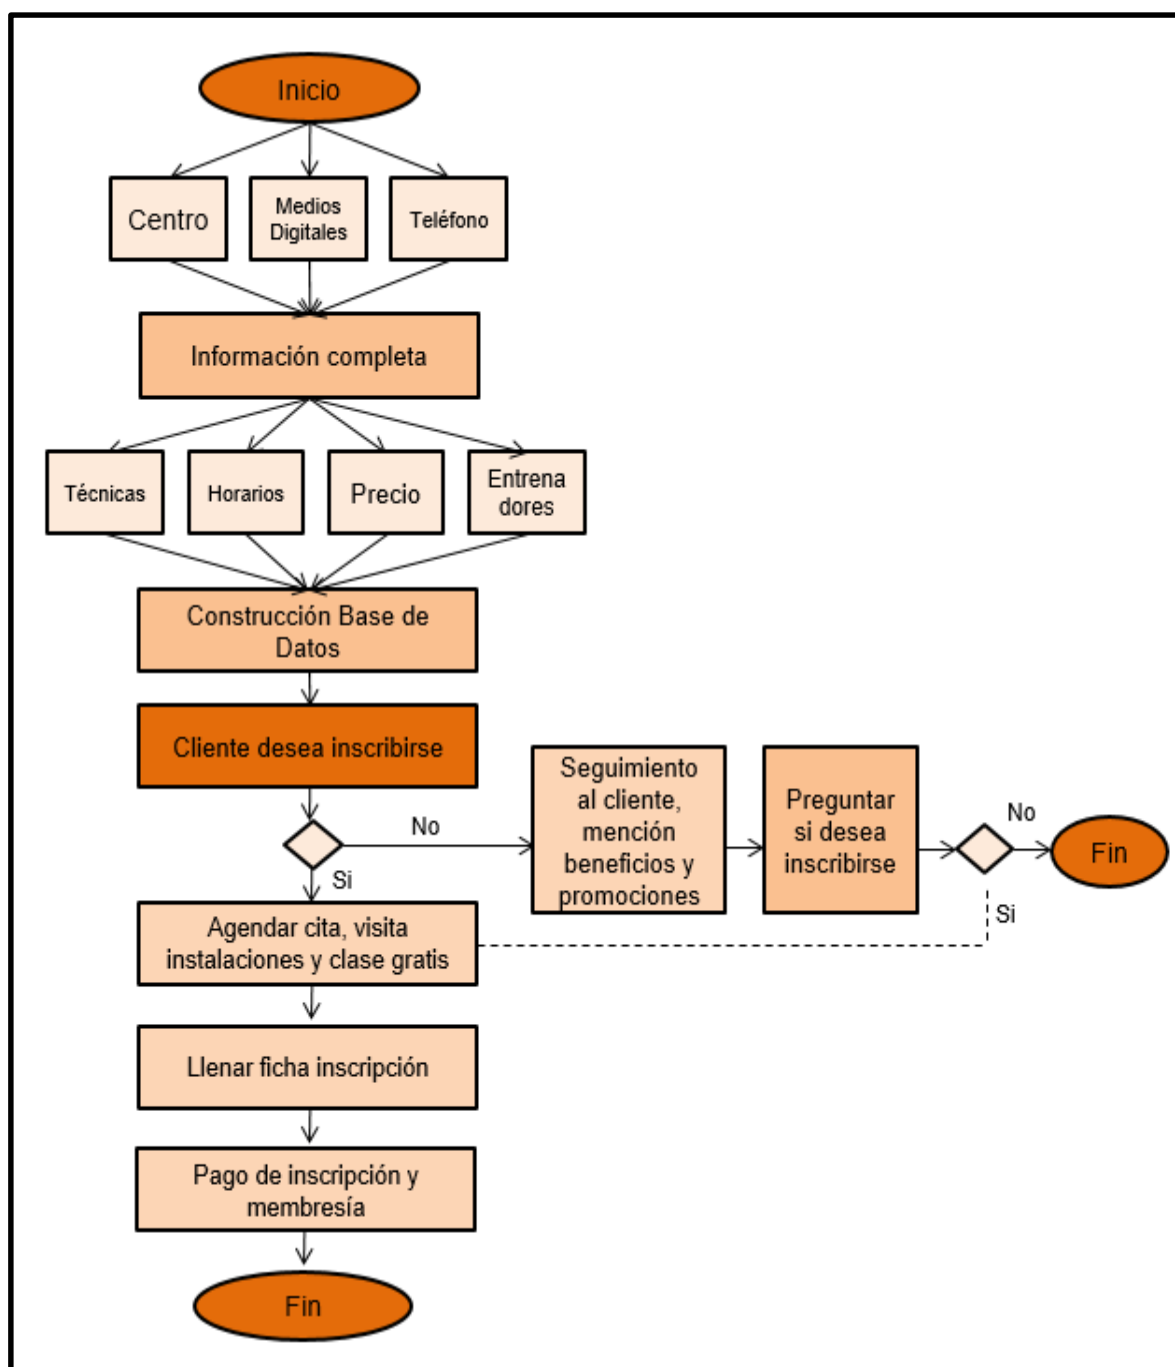 Inicio
Centro
Medios
Digitales
Teléfono
Información completa
Técnicas
Horarios
Precio
Entrena
dores
Construcción Base de
Datos
Cliente desea inscribirse
No
Si
Seguimiento
al cliente,
mención
beneficios y
promociones
Preguntar
si desea
inscribirse
No
Fin
Si
Agendar cita, visita
instalaciones y clase gratis
Llenar ficha inscripción
Pago de inscripción y
membresía
Fin